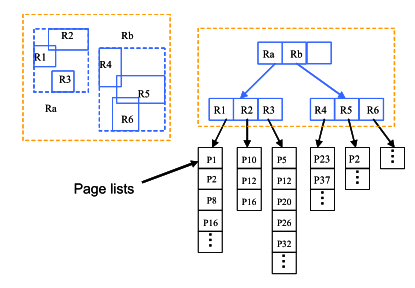 R2
Rb
R1
R4
R3
R5
Ra
R6
Ra Rb
R1 R2 R3 R4 R5 R6
P1 P10 P5 P23 P2
P2 P12 P12 P37
P8 P16 P20
P16 P26
P32
Page lists